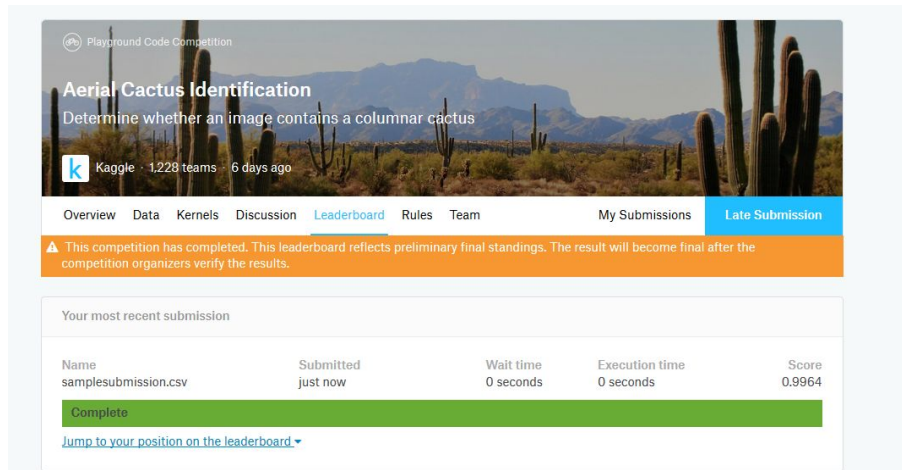 Playground Code Competition
Aerial Cactus Identification
Determine whether an image contains a columnar cactus
k Kaggle · 1,228 teams · 6 days ago
Overview Data Kernels Discussion Leaderboard Rules Team My Submissions Late Submission
This competition has completed. This leaderboard reflects preliminary final standings. The result will become final after the
competition organizers verify the results.
Your most recent submission
Name Submitted Wait time Execution time Score
samplesubmission.csv just now 0 seconds 0 seconds 0.9964
Complete
Jump to your position on the leaderboard